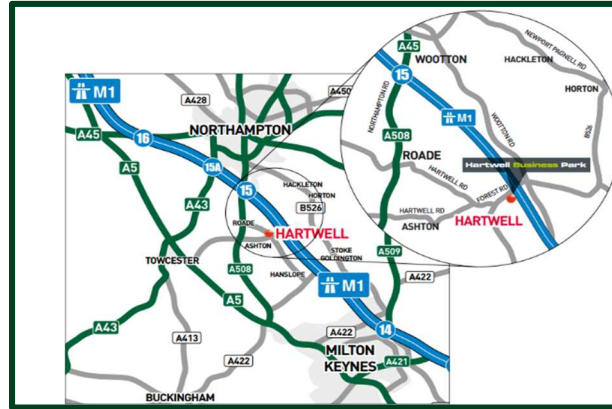 M1
A428
A450
A45
16
NORTHAMPTON
A5
15A
A43
15
HACKLETON
HORTON
B526
ROADE
HARTWELL
ASHTON
STOKE
GOLDINGTON
TOWCESTER
A508
HANSLOPE
M1
A422
A5
A509
A43
A413
A422
A422
14
MILTON
KEYNES
A421
BUCKINGHAM
A45
WOOTTON
NEWPORT PAGNELL RD
HACKLETON
15
HORTON
NORTHAMPTON RD
M1
WOOTTON RD
B526
A508
ROADE
Hartwell Business Park
HARTWELL RD
FOREST RD
HARTWELL RD
HARTWELL
ASHTON